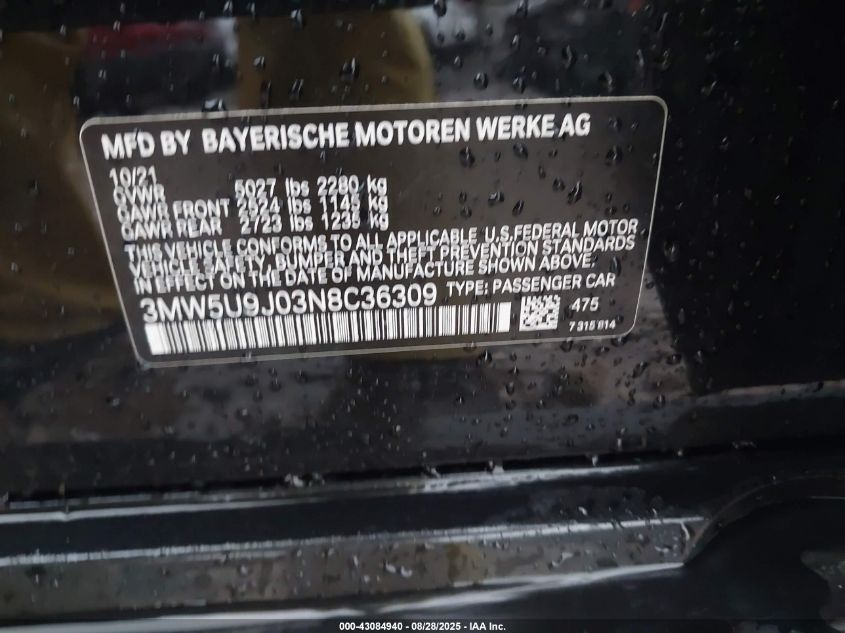 MFD BY BAYERISCHE MOTOREN WERKE AG
10/21
GVWR 5027 lbs 2280 kg
GAWR FRONT 2524 lbs 1145 kg
GAWR REAR 2723 lbs 1235 kg
THIS VEHICLE CONFORMS TO ALL APPLICABLE U.S.FEDERAL MOTOR
VEHICLE SAFETY, BUMPER AND THEFT PREVENTION STANDARDS
IN EFFECT ON THE DATE OF MANUFACTURE SHOWN ABOVE.
3MW5U9J03N8C36309 TYPE: PASSENGER CAR
475
7 315 814
000-43084940 - 08/28/2025 - IAA Inc.